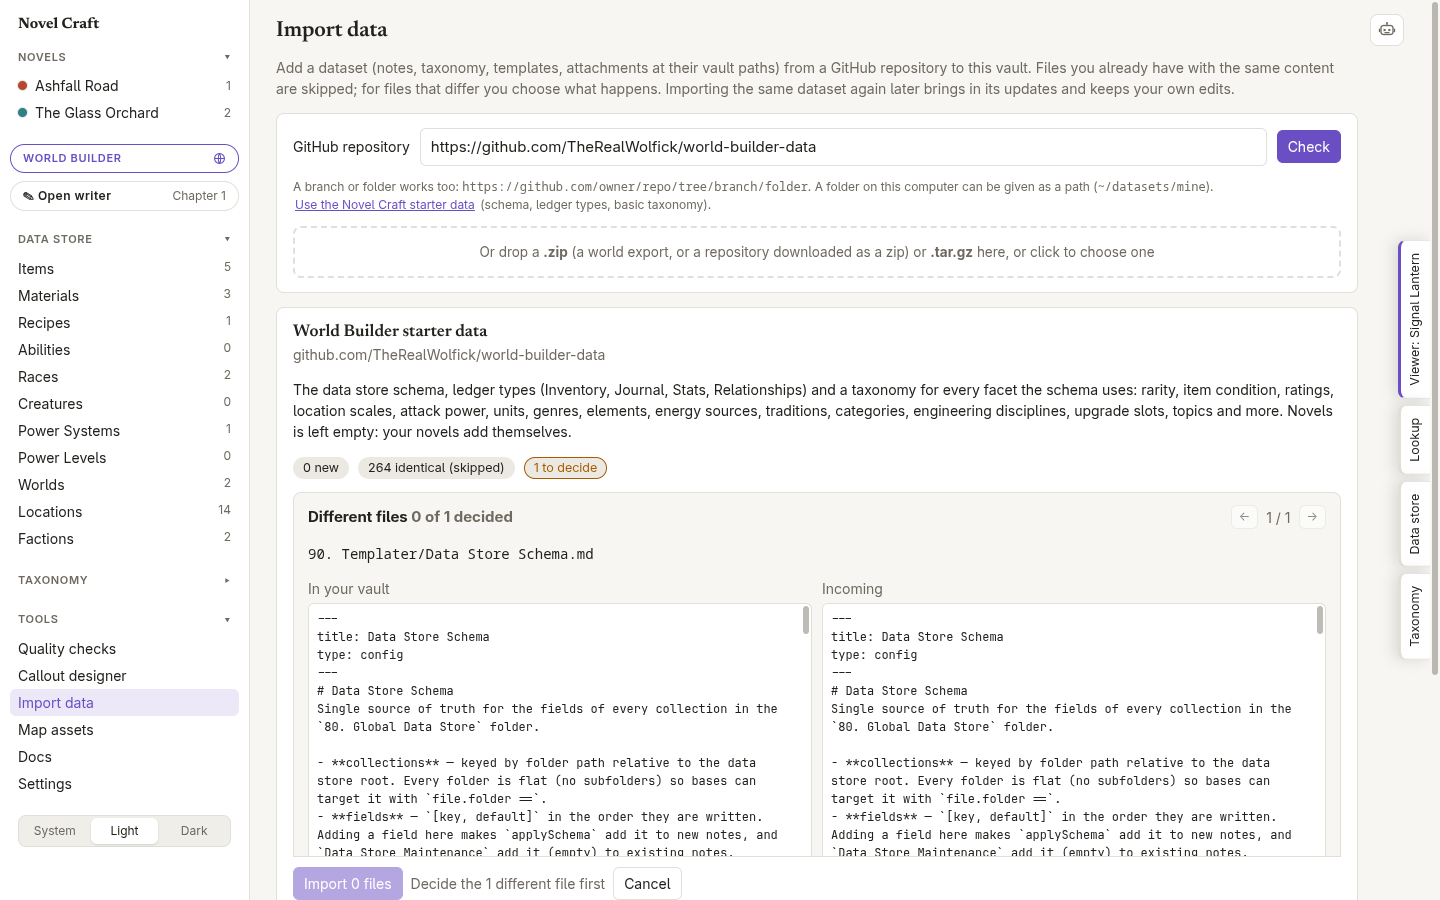 Novel Craft
NOVELS
Ashfall Road 1
The Glass Orchard 2
WORLD BUILDER
✎ Open writer Chapter 1
DATA STORE
Items 5
Materials 3
Recipes 1
Abilities 0
Races 2
Creatures 0
Power Systems 1
Power Levels 0
Worlds 2
Locations 14
Factions 2
TAXONOMY
TOOLS
Quality checks
Callout designer
Import data
Map assets
Docs
Settings
System Light Dark
Import data
Add a dataset (notes, taxonomy, templates, attachments at their vault paths) from a GitHub repository to this vault. Files you already have with the same content
are skipped; for files that differ you choose what happens. Importing the same dataset again later brings in its updates and keeps your own edits.
GitHub repository https://github.com/TheRealWolfick/world-builder-data Check
A branch or folder works too: https://github.com/owner/repo/tree/branch/folder. A folder on this computer can be given as a path (~/datasets/mine).
Use the Novel Craft starter data (schema, ledger types, basic taxonomy).
Or drop a .zip (a world export, or a repository downloaded as a zip) or .tar.gz here, or click to choose one
World Builder starter data
github.com/TheRealWolfick/world-builder-data
The data store schema, ledger types (Inventory, Journal, Stats, Relationships) and a taxonomy for every facet the schema uses: rarity, item condition, ratings,
location scales, attack power, units, genres, elements, energy sources, traditions, categories, engineering disciplines, upgrade slots, topics and more. Novels
is left empty: your novels add themselves.
0 new 264 identical (skipped) 1 to decide
Different files 0 of 1 decided ← 1 / 1 →
90. Templater/Data Store Schema.md
In your vault
---
title: Data Store Schema
type: config
---
# Data Store Schema
Single source of truth for the fields of every collection in the
`80. Global Data Store` folder.
- **collections** — keyed by folder path relative to the data
store root. Every folder is flat (no subfolders) so bases can
target it with `file.folder ==`.
- **fields** — `[key, default]` in the order they are written.
Adding a field here makes `applySchema` add it to new notes, and
`Data Store Maintenance` add it (empty) to existing notes.
Incoming
---
title: Data Store Schema
type: config
---
# Data Store Schema
Single source of truth for the fields of every collection in the
`80. Global Data Store` folder.
- **collections** — keyed by folder path relative to the data
store root. Every folder is flat (no subfolders) so bases can
target it with `file.folder ==`.
- **fields** — `[key, default]` in the order they are written.
Adding a field here makes `applySchema` add it to new notes, and
`Data Store Maintenance` add it (empty) to existing notes.
Import 0 files Decide the 1 different file first Cancel
Viewer: Signal Lantern
Lookup
Data store
Taxonomy